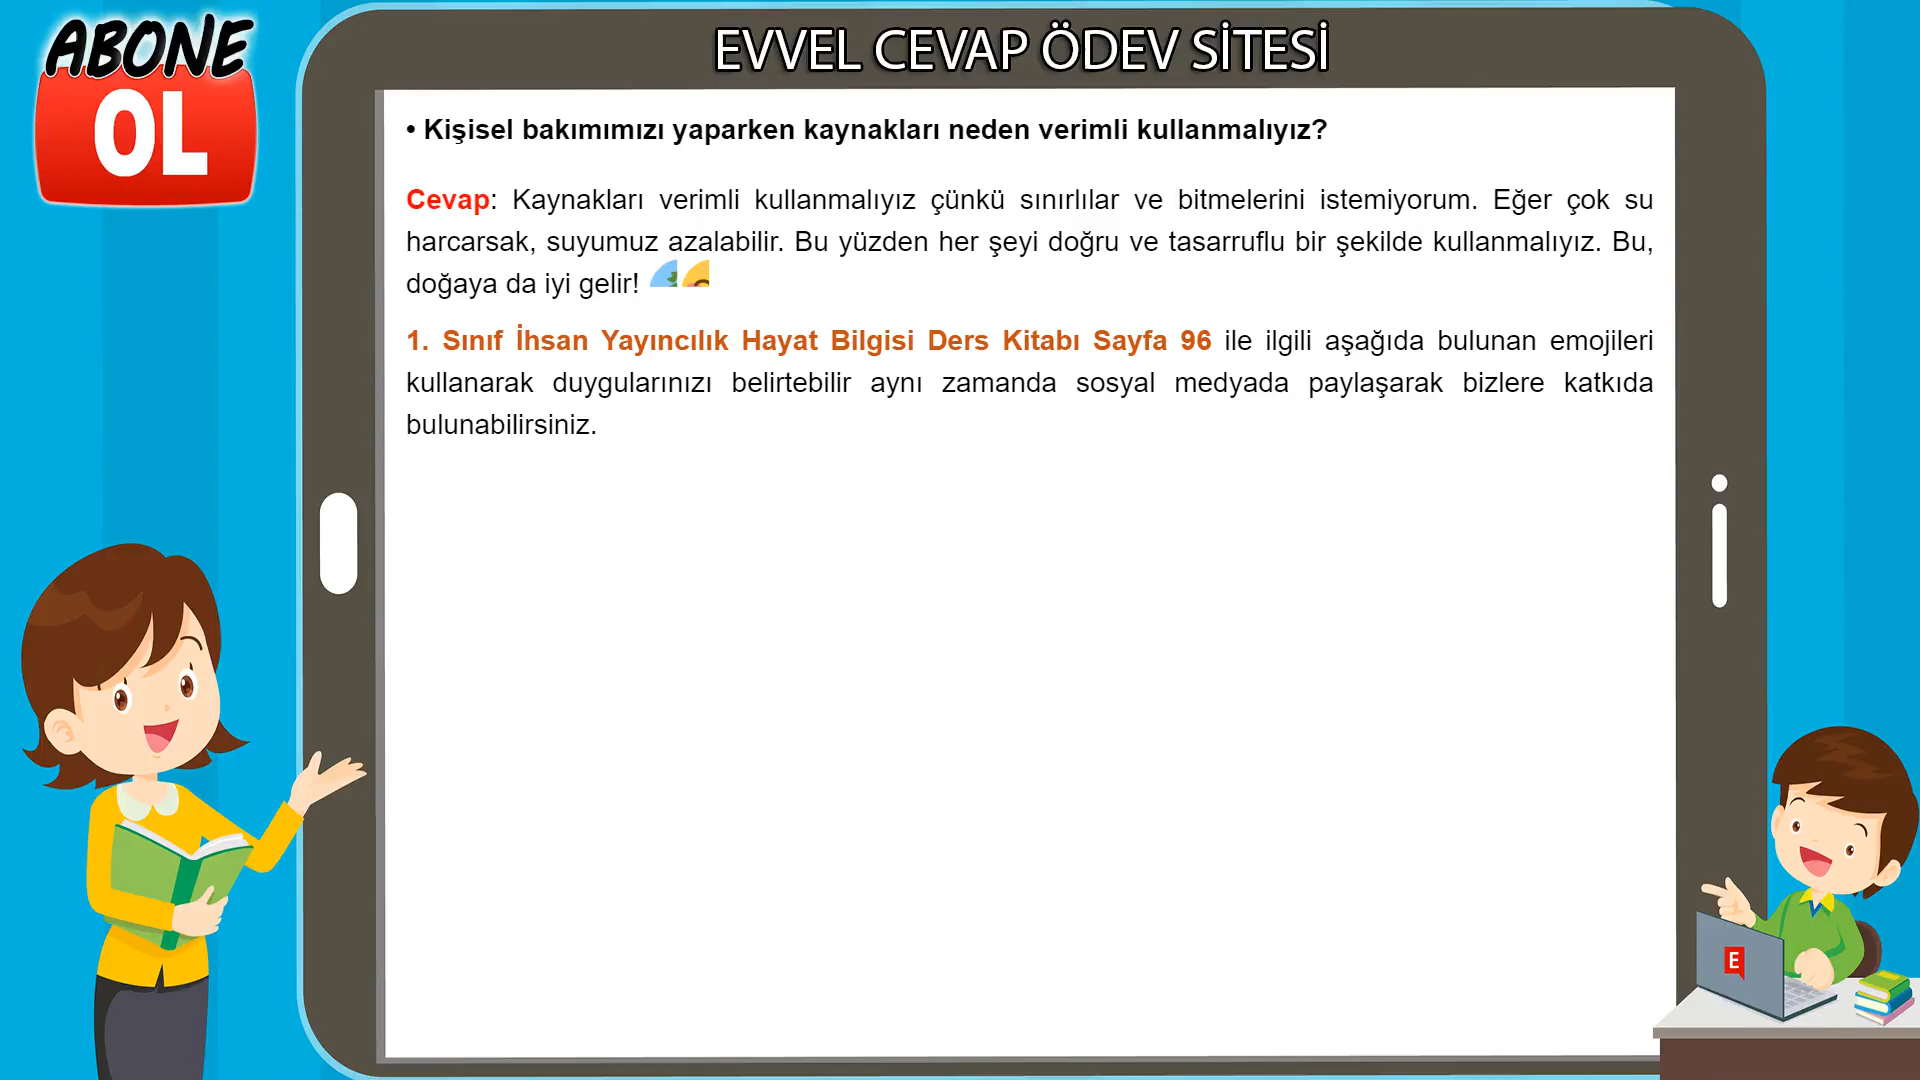 ABONE
OL
EVVEL CEVAP ÖDEV SİTESİ
• Kişisel bakımımızı yaparken kaynakları neden verimli kullanmalıyız?
Cevap: Kaynakları verimli kullanmalıyız çünkü sınırlılar ve bitmelerini istemiyorum. Eğer çok su
harcarsak, suyumuz azalabilir. Bu yüzden her şeyi doğru ve tasarruflu bir şekilde kullanmalıyız. Bu,
doğaya da iyi gelir!
1. Sınıf İhsan Yayıncılık Hayat Bilgisi Ders Kitabı Sayfa 96 ile ilgili aşağıda bulunan emojileri
kullanarak duygularınızı belirtebilir aynı zamanda sosyal medyada paylaşarak bizlere katkıda
bulunabilirsiniz.
E